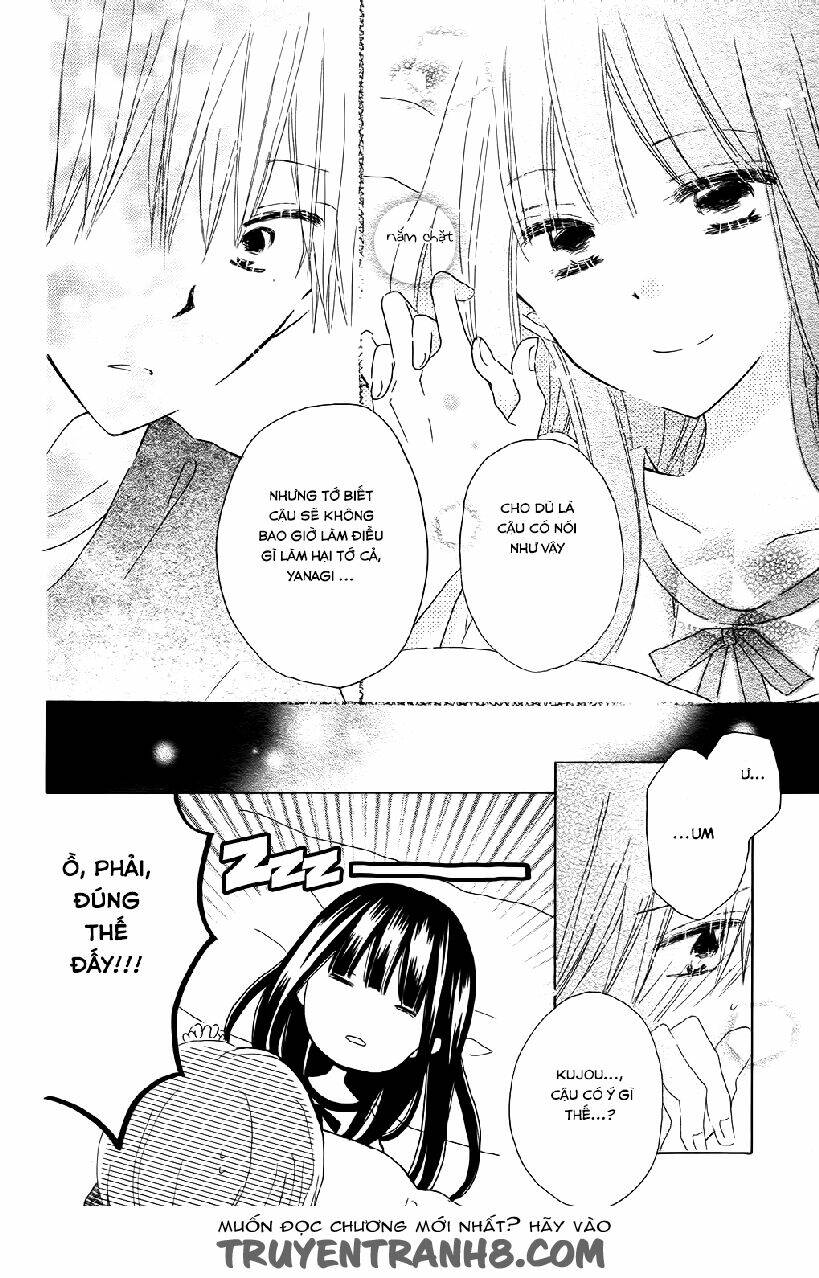 nắm chặt
CHO DÙ LÀ
CẬU CÓ NÓI
NHƯ VẬY
NHƯNG TỚ BIẾT
CẬU SẼ KHÔNG
BAO GIỜ LÀM ĐIỀU
GÌ LÀM HẠI TỚ CẢ,
YANAGI ...
Ư...
...UM
KUJOU...,
CẬU CÓ Ý GÌ
THẾ...?
ZZZ
Ồ, PHẢI,
ĐÚNG
THẾ
ĐẤY!!!
MUỐN ĐỌC CHƯƠNG MỚI NHẤT? HÃY VÀO
TRUYENTRANH8.COM